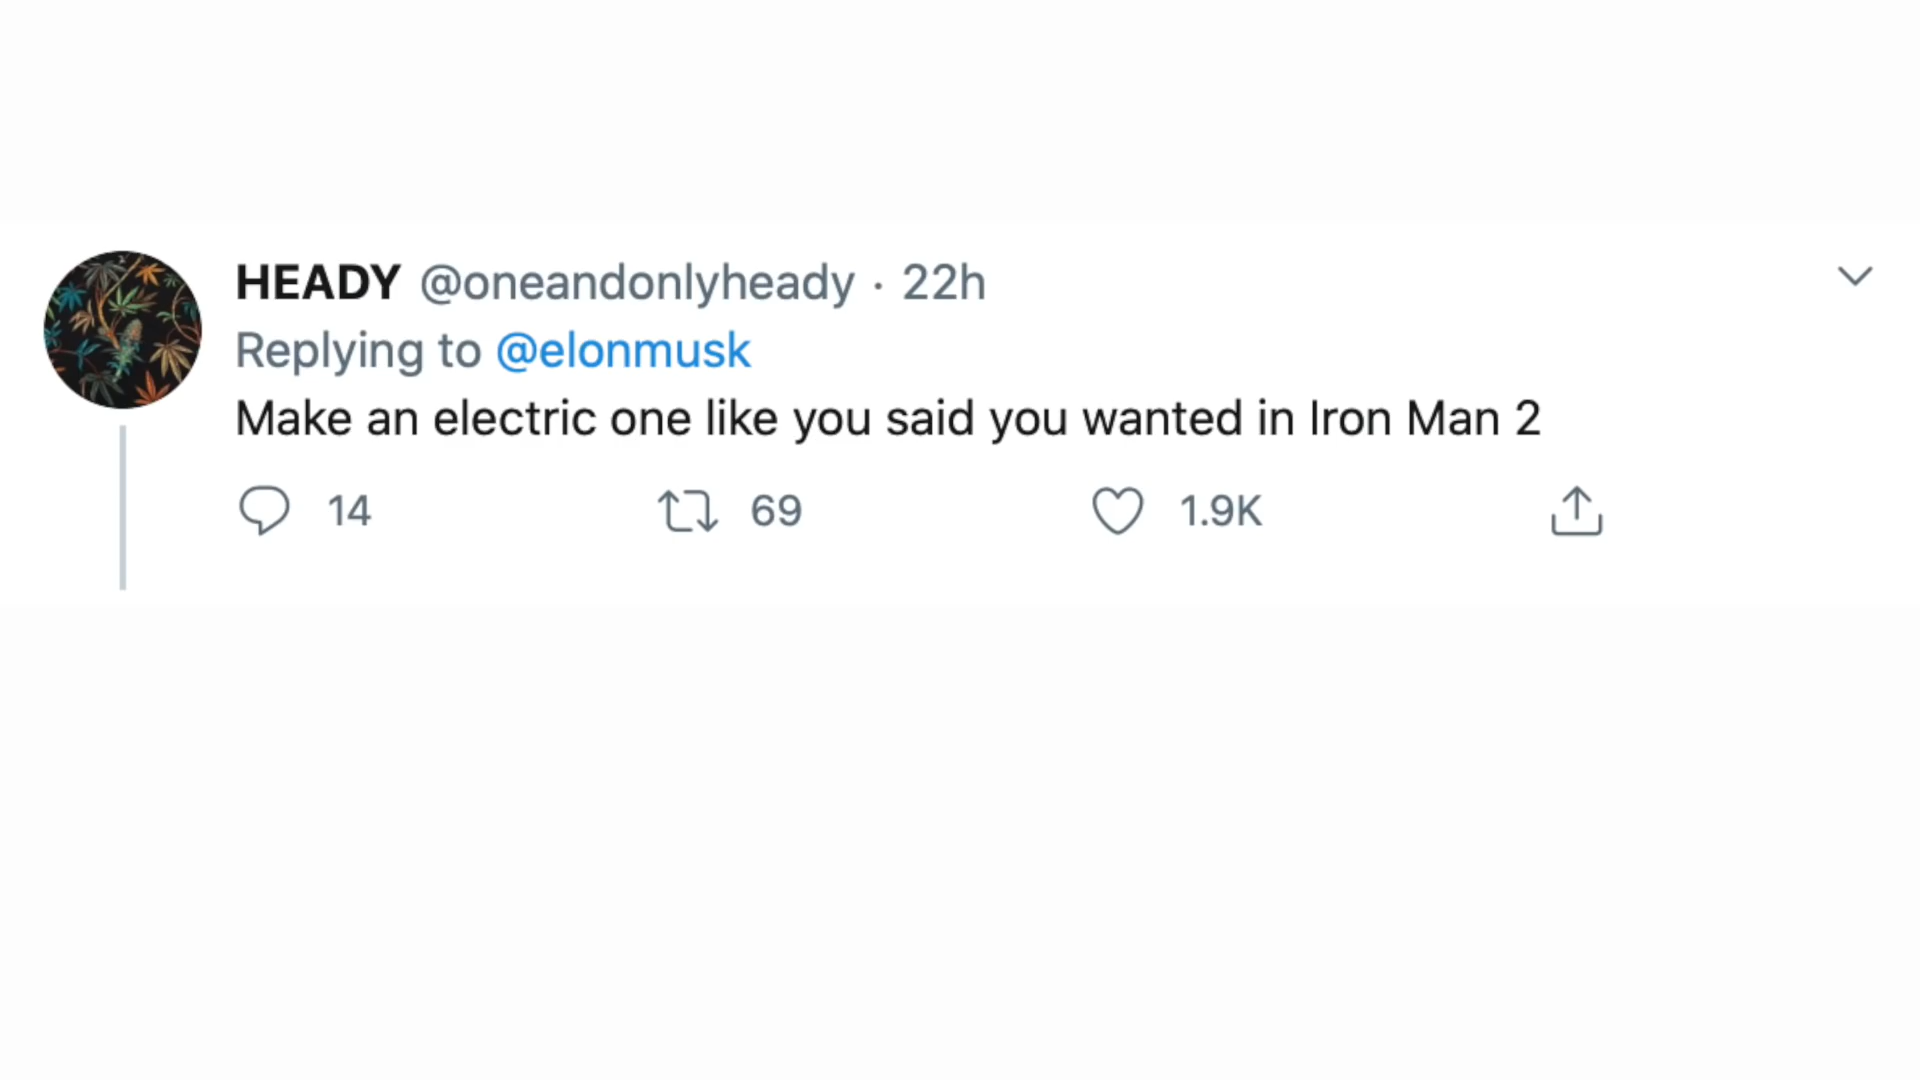 HEADY @oneandonlyheady · 22h
Replying to @elonmusk
Make an electric one like you said you wanted in Iron Man 2
14 69 1.9K